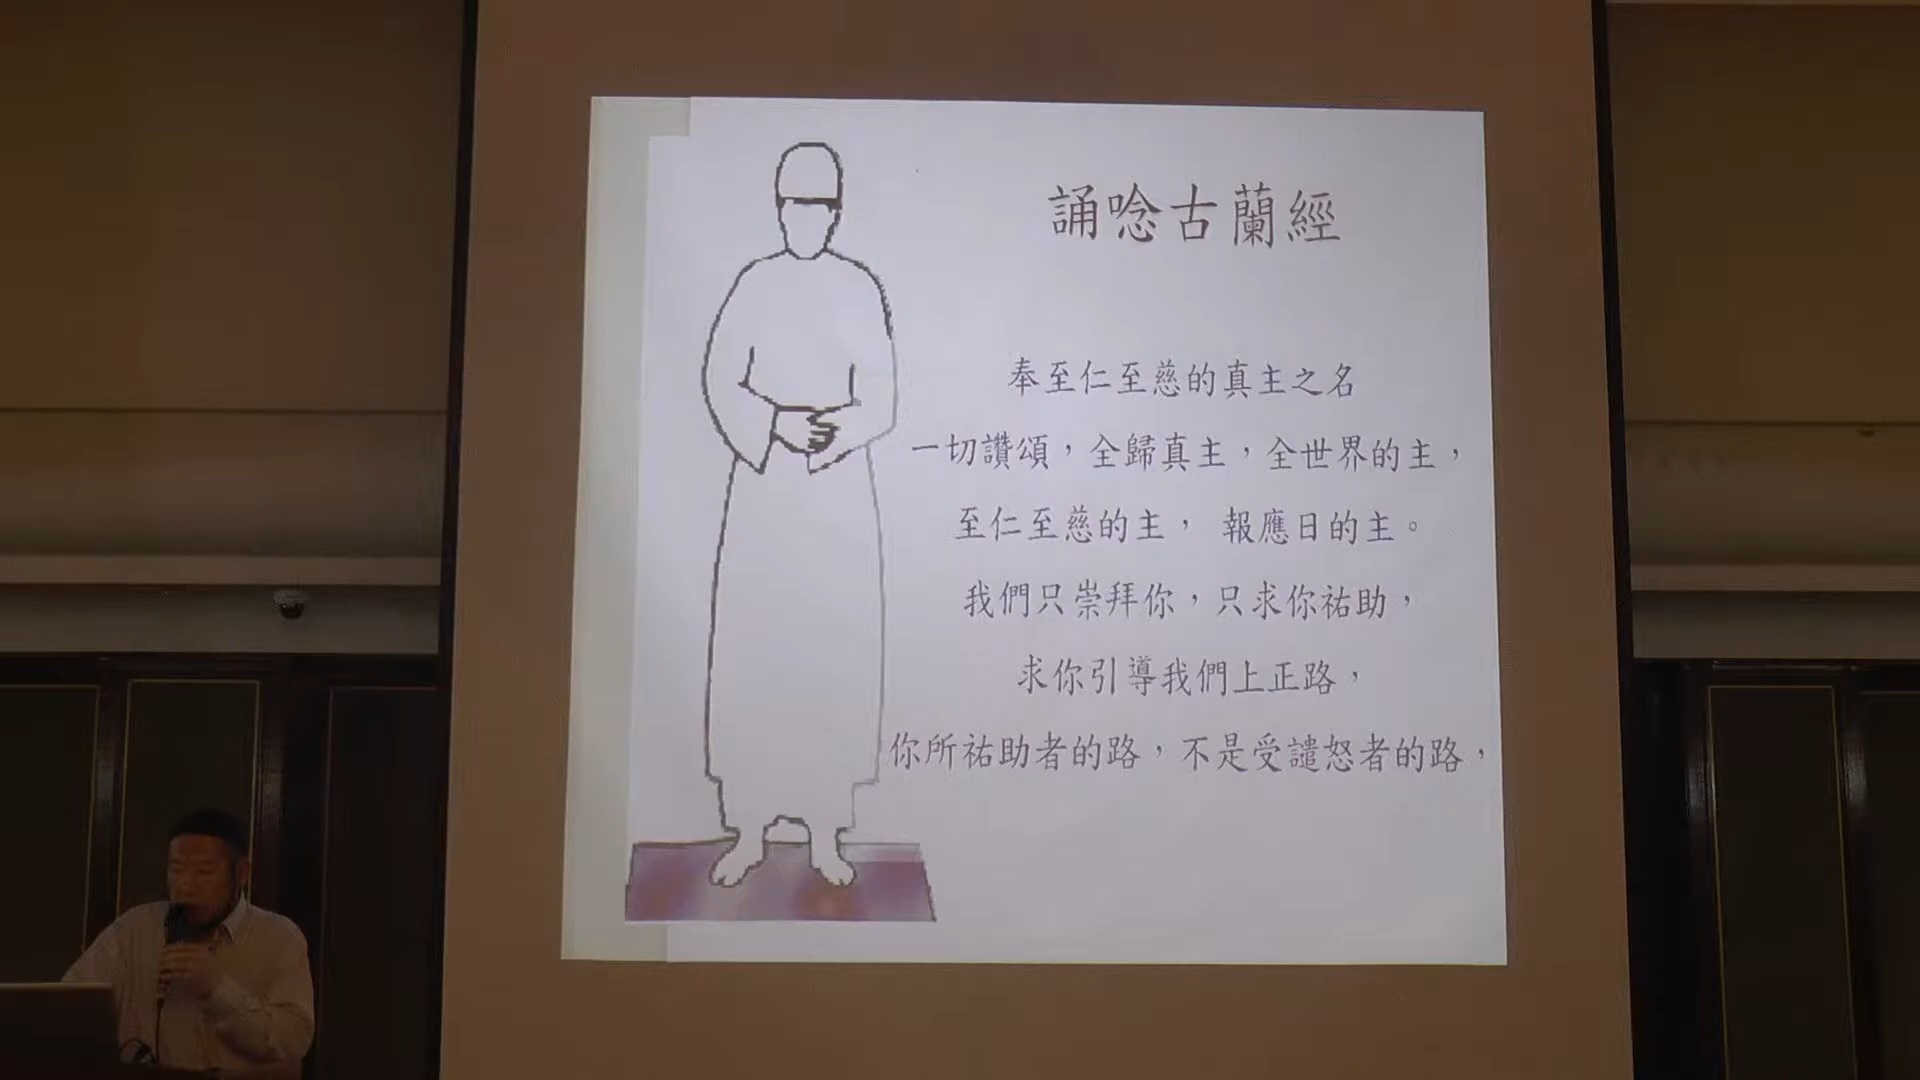 誦唸古蘭經
奉至仁至慈的真主之名
一切讚頌，全歸真主，全世界的主，
至仁至慈的主， 報應日的主。
我們只崇拜你，只求你祐助，
求你引導我們上正路，
你所祐助者的路，不是受譴怒者的路，